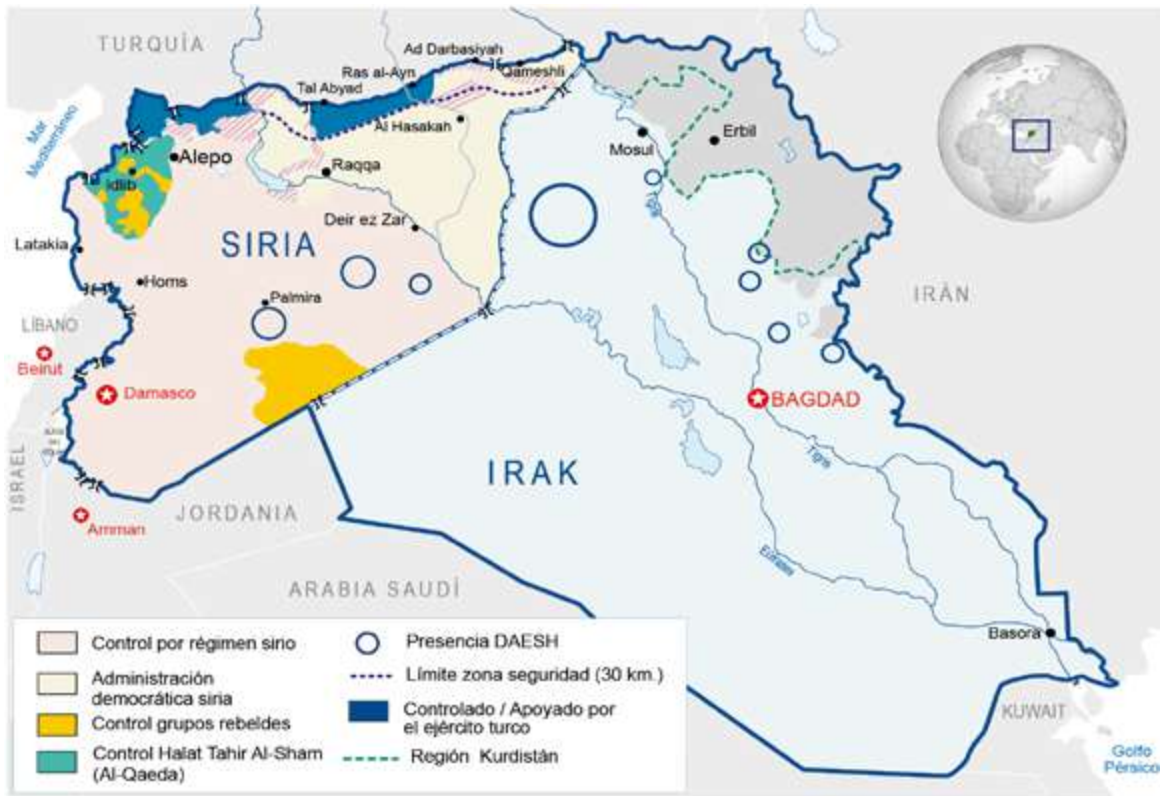 TURQUÍA
Ad Darbasiyah
Ras al-Ayn
Qameshli
Tal Abyad
Mar
Mediterráneo
Al Hasakah
Alepo
Mosul
Erbil
Idlib
Raqqa
Tigris
Deir ez Zar
Latakia
SIRIA
Homs
Palmira
IRÁN
LÍBANO
Beirut
Damasco
BAGDAD
ISRAEL
IRAK
Tigris
JORDANIA
Amman
Eufrates
ARABIA SAUDÍ
Basora
KUWAIT
Golfo
Pérsico
Control por régimen sirio
Administración
democrática siria
Control grupos rebeldes
Control Halat Tahir Al-Sham
(Al-Qaeda)
Presencia DAESH
Límite zona seguridad (30 km.)
Controlado / Apoyado por
el ejército turco
Región Kurdistán